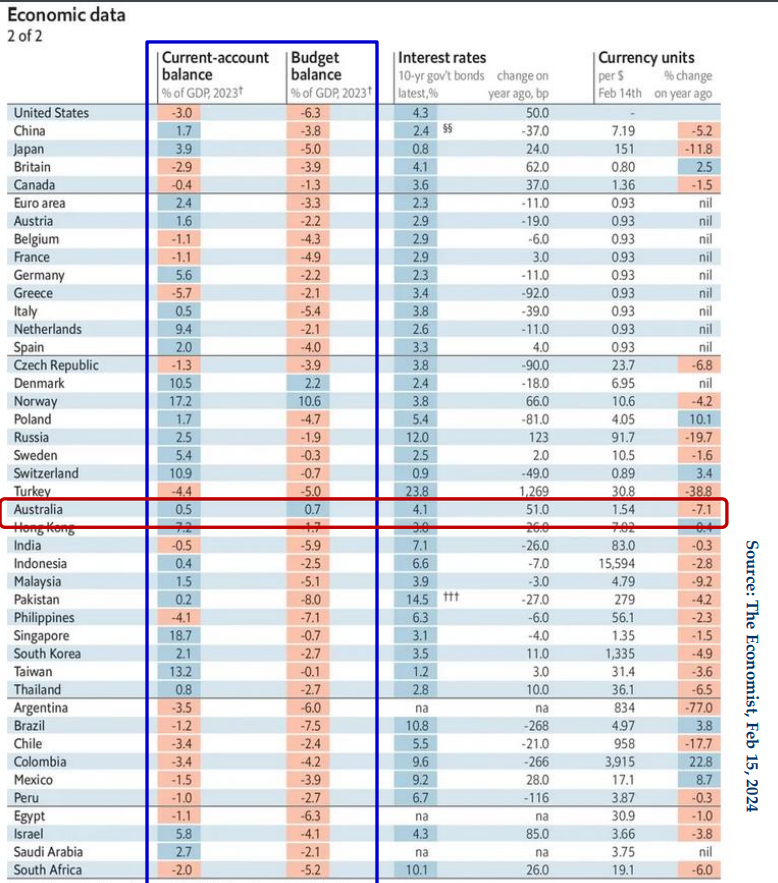 Economic data
2 of 2
Current-account balance % of GDP, 2023† Budget balance % of GDP, 2023† Interest rates 10-yr gov't bonds latest,% change on year ago, bp Currency units per $ Feb 14th % change on year ago
United States -3.0 -6.3 4.3 50.0 -
China 1.7 -3.8 2.4 §§ -37.0 7.19 -5.2
Japan 3.9 -5.0 0.8 24.0 151 -11.8
Britain -2.9 -3.9 4.1 62.0 0.80 2.5
Canada -0.4 -1.3 3.6 37.0 1.36 -1.5
Euro area 2.4 -3.3 2.3 -11.0 0.93 nil
Austria 1.6 -2.2 2.9 -19.0 0.93 nil
Belgium -1.1 -4.3 2.9 -6.0 0.93 nil
France -1.1 -4.9 2.9 3.0 0.93 nil
Germany 5.6 -2.2 2.3 -11.0 0.93 nil
Greece -5.7 -2.1 3.4 -92.0 0.93 nil
Italy 0.5 -5.4 3.8 -39.0 0.93 nil
Netherlands 9.4 -2.1 2.6 -11.0 0.93 nil
Spain 2.0 -4.0 3.3 4.0 0.93 nil
Czech Republic -1.3 -3.9 3.8 -90.0 23.7 -6.8
Denmark 10.5 2.2 2.4 -18.0 6.95 nil
Norway 17.2 10.6 3.8 66.0 10.6 -4.2
Poland 1.7 -4.7 5.4 -81.0 4.05 10.1
Russia 2.5 -1.9 12.0 123 91.7 -19.7
Sweden 5.4 -0.3 2.5 2.0 10.5 -1.6
Switzerland 10.9 -0.7 0.9 -49.0 0.89 3.4
Turkey -4.4 -5.0 23.8 1,269 30.8 -38.8
Australia 0.5 0.7 4.1 51.0 1.54 -7.1
Hong Kong 7.2 -1.7 3.8 26.0 7.82 0.4
India -0.5 -5.9 7.1 -26.0 83.0 -0.3
Indonesia 0.4 -2.5 6.6 -7.0 15,594 -2.8
Malaysia 1.5 -5.1 3.9 -3.0 4.79 -9.2
Pakistan 0.2 -8.0 14.5 ††† -27.0 279 -4.2
Philippines -4.1 -7.1 6.3 -6.0 56.1 -2.3
Singapore 18.7 -0.7 3.1 -4.0 1.35 -1.5
South Korea 2.1 -2.7 3.5 11.0 1,335 -4.9
Taiwan 13.2 -0.1 1.2 3.0 31.4 -3.6
Thailand 0.8 -2.7 2.8 10.0 36.1 -6.5
Argentina -3.5 -6.0 na na 834 -77.0
Brazil -1.2 -7.5 10.8 -268 4.97 3.8
Chile -3.4 -2.4 5.5 -21.0 958 -17.7
Colombia -3.4 -4.2 9.6 -266 3,915 22.8
Mexico -1.5 -3.9 9.2 28.0 17.1 8.7
Peru -1.0 -2.7 6.7 -116 3.87 -0.3
Egypt -1.1 -6.3 na na 30.9 -1.0
Israel 5.8 -4.1 4.3 85.0 3.66 -3.8
Saudi Arabia 2.7 -2.1 na na 3.75 nil
South Africa -2.0 -5.2 10.1 26.0 19.1 -6.0
Source: The Economist, Feb 15, 2024